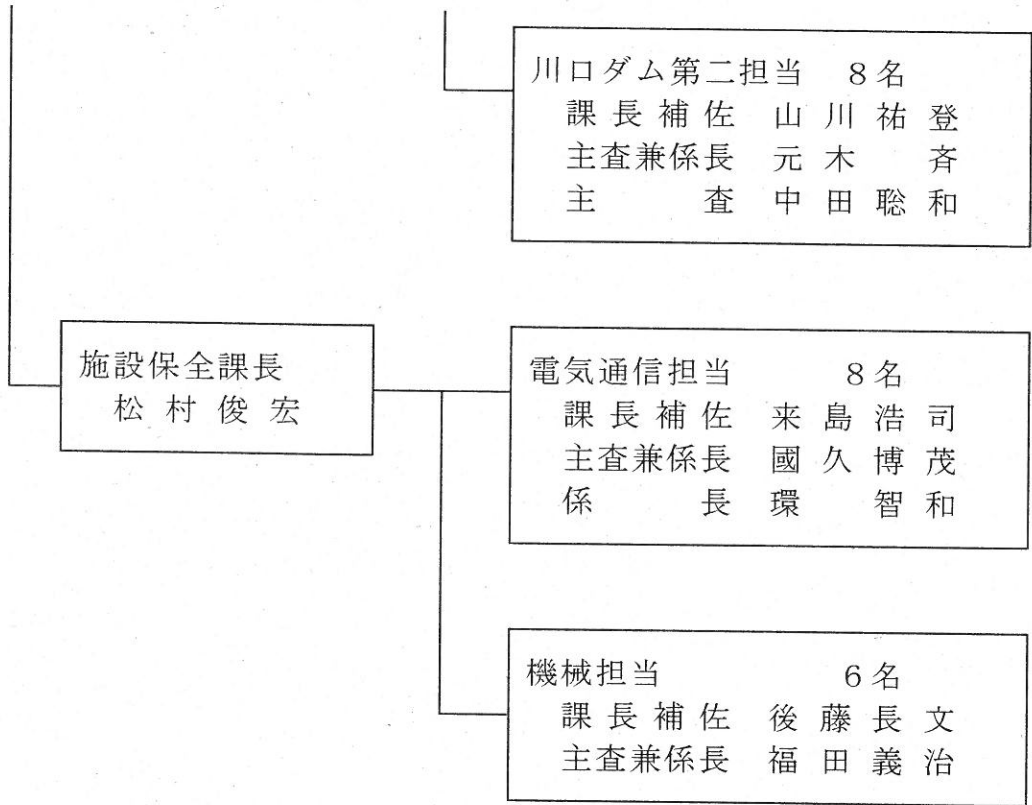 川口ダム第二担当　8名
課長補佐　山川祐登
主査兼係長　元木　斉
主　査　中田聡和
施設保全課長
松村俊宏
電気通信担当　8名
課長補佐　来島浩司
主査兼係長　國久博茂
係　長　環　智和
機械担当　6名
課長補佐　後藤長文
主査兼係長　福田義治